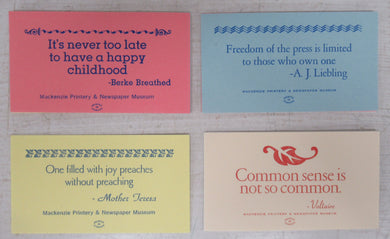 It's never too late
to have a happy
childhood
-Berke Breathed
Mackenzie Printery & Newspaper Museum
Freedom of the press is limited
to those who own one
-A. J. Liebling
MACKENZIE PRINTERY & NEWSPAPER MUSEUM
One filled with joy preaches
without preaching
- Mother Teresa
Mackenzie Printery & Newspaper Museum
Common sense is
not so common.
- Voltaire
MACKENZIE PRINTERY & NEWSPAPER MUSEUM